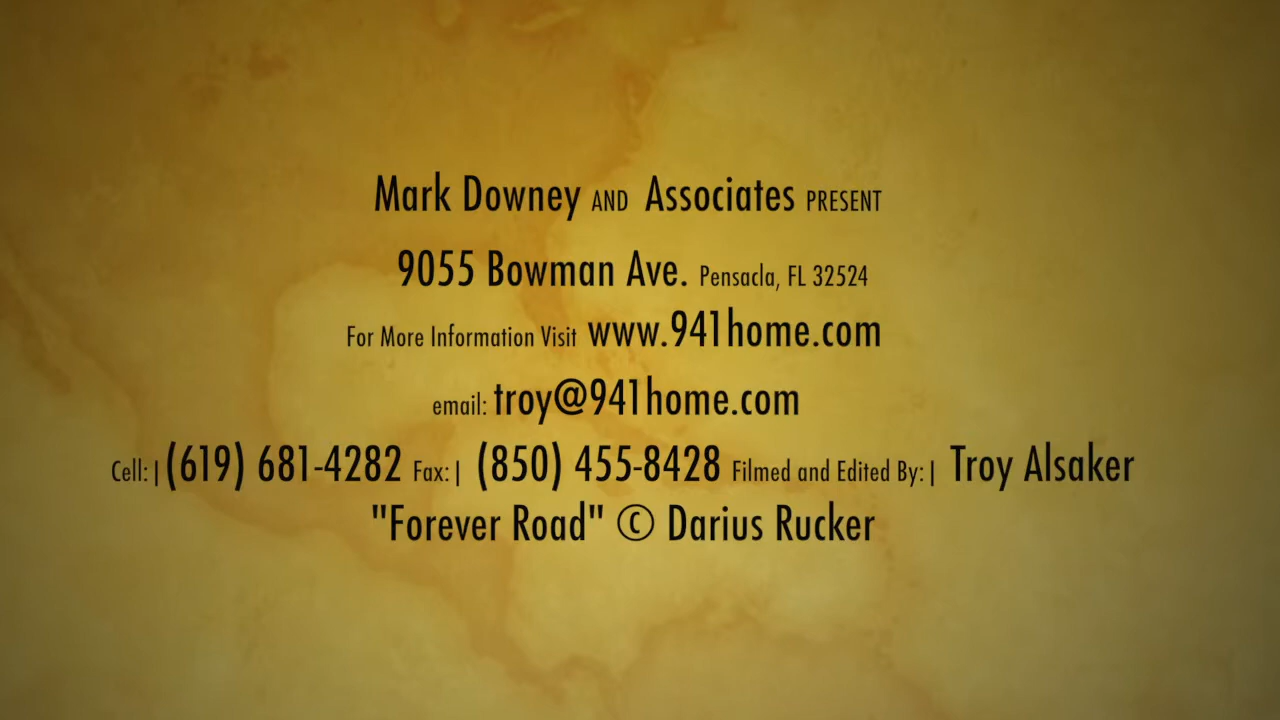 Mark Downey AND Associates PRESENT
9055 Bowman Ave. Pensacla, FL 32524
For More Information Visit www.941home.com
email: troy@941home.com
Cell: | (619) 681-4282 Fax: | (850) 455-8428 Filmed and Edited By: | Troy Alsaker
"Forever Road" © Darius Rucker